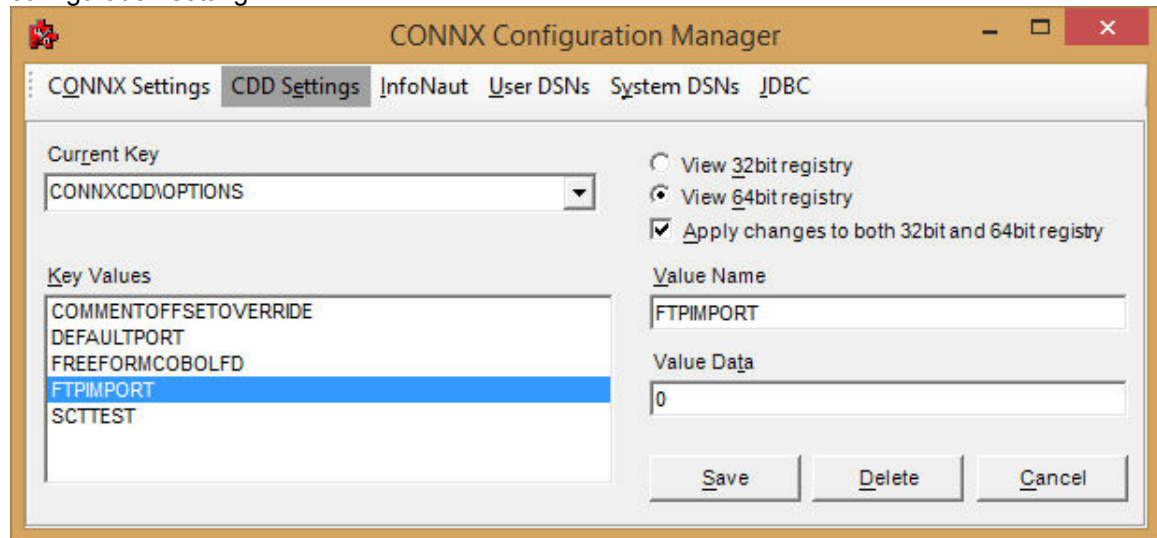 CONNX Configuration Manager
CONNX Settings CDD Settings InfoNaut User DSNs System DSNs JDBC
Current Key
CONNXCDD\OPTIONS
View 32bit registry
View 64bit registry
Apply changes to both 32bit and 64bit registry
Key Values
COMMENTOFFSETOVERRIDE
DEFAULTPORT
FREEFORMCOBOLFD
FTPIMPORT
SCTTEST
Value Name
FTPIMPORT
Value Data
0
Save Delete Cancel